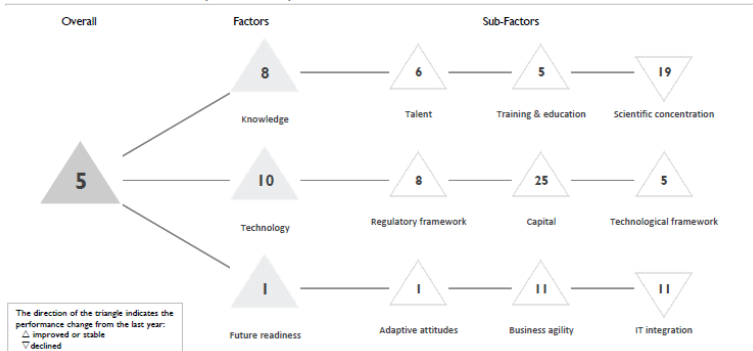 Overall Factors Sub-Factors
8 6 5 19
Knowledge Talent Training & education Scientific concentration
5 10 8 25 5
Technology Regulatory framework Capital Technological framework
1 1 11 11
Future readiness Adaptive attitudes Business agility IT integration
The direction of the triangle indicates the
performance change from the last year:
△ improved or stable
▽ declined